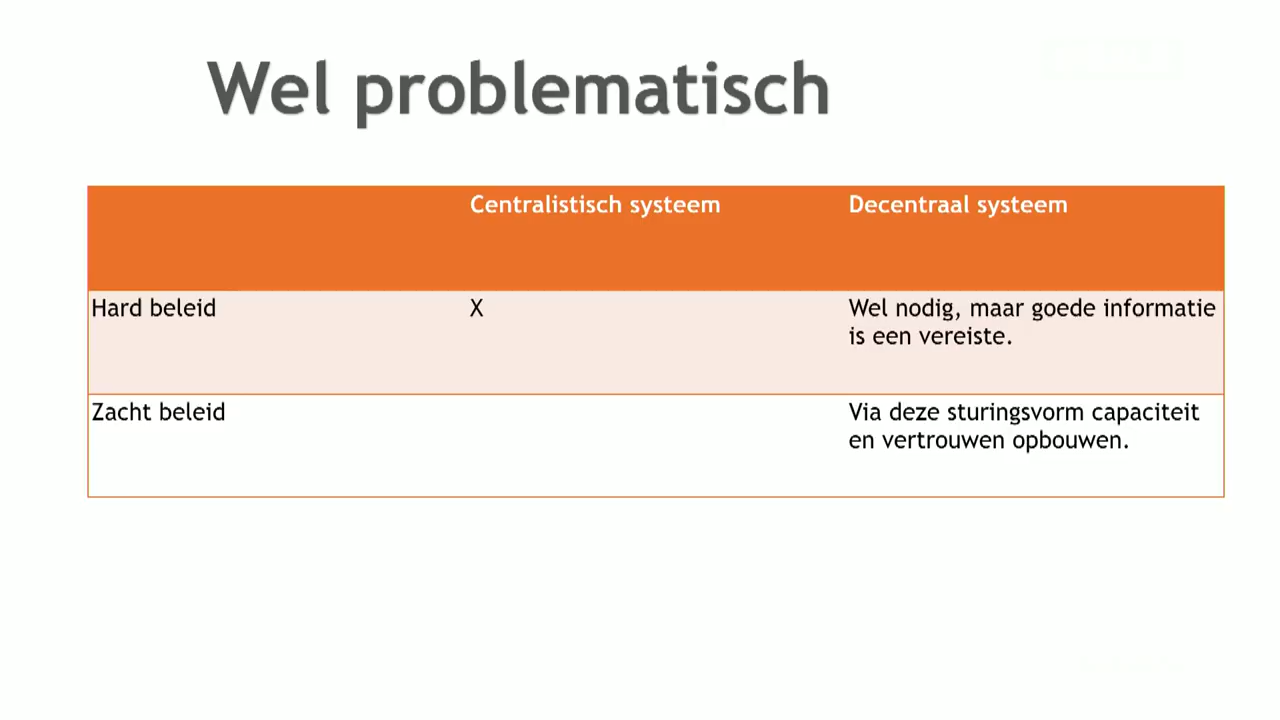 Wel problematisch
Centralistisch systeem
Decentraal systeem
Hard beleid
X
Wel nodig, maar goede informatie
is een vereiste.
Zacht beleid
Via deze sturingsvorm capaciteit
en vertrouwen opbouwen.